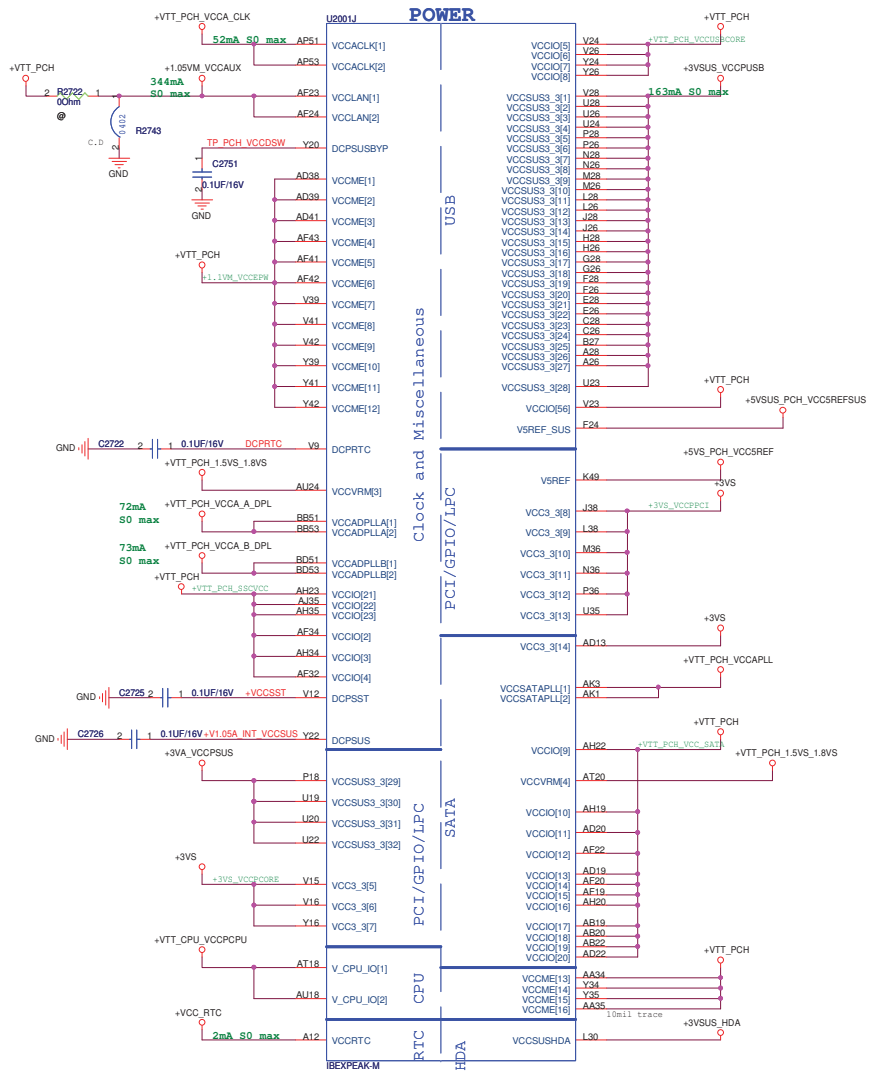 POWER
U2001J
+VTT_PCH_VCCA_CLK
52mA S0 max
AP51 VCCACLK[1]
AP53 VCCACLK[2]
+VTT_PCH
+1.05VM_VCCAUX
344mA
S0 max
2 R2722 1
0Ohm
@
0402
R2743
C.D
2
GND
AF23 VCCLAN[1]
AF24 VCCLAN[2]
TP_PCH_VCCDSW Y20 DCPSUSBYP
1
C2751
0.1UF/16V
2
GND
AD38 VCCME[1]
AD39 VCCME[2]
AD41 VCCME[3]
AF43 VCCME[4]
AF41 VCCME[5]
+VTT_PCH
+1.1VM_VCCEPW
AF42 VCCME[6]
V39 VCCME[7]
V41 VCCME[8]
V42 VCCME[9]
Y39 VCCME[10]
Y41 VCCME[11]
Y42 VCCME[12]
GND C2722 2 1 0.1UF/16V DCPRTC V9 DCPRTC
+VTT_PCH_1.5VS_1.8VS
AU24 VCCVRM[3]
72mA
S0 max
+VTT_PCH_VCCA_A_DPL
BB51 VCCADPLLA[1]
BB53 VCCADPLLA[2]
73mA
S0 max
+VTT_PCH_VCCA_B_DPL
BD51 VCCADPLLB[1]
BD53 VCCADPLLB[2]
+VTT_PCH
+VTT_PCH_SSCVCC
AH23 VCCIO[21]
AJ35 VCCIO[22]
AH35 VCCIO[23]
AF34 VCCIO[2]
AH34 VCCIO[3]
AF32 VCCIO[4]
GND C2725 2 1 0.1UF/16V +VCCSST V12 DCPSST
GND C2726 2 1 0.1UF/16V +V1.05A_INT_VCCSUS Y22 DCPSUS
+3VA_VCCPSUS
P18 VCCSUS3_3[29]
U19 VCCSUS3_3[30]
U20 VCCSUS3_3[31]
U22 VCCSUS3_3[32]
+3VS
+3VS_VCCPCORE
V15 VCC3_3[5]
V16 VCC3_3[6]
Y16 VCC3_3[7]
+VTT_CPU_VCCPCPU
AT18 V_CPU_IO[1]
AU18 V_CPU_IO[2]
+VCC_RTC
2mA S0 max A12 VCCRTC
IBEXPEAK-M
Clock and Miscellaneous
PCI/GPIO/LPC
CPU
RTC
USB
PCI/GPIO/LPC
SATA
HDA
+VTT_PCH
+VTT_PCH_VCCUSBCORE
VCCIO[5] V24
VCCIO[6] V26
VCCIO[7] Y24
VCCIO[8] Y26
+3VSUS_VCCPUSB
163mA S0 max
VCCSUS3_3[1] V28
VCCSUS3_3[2] U28
VCCSUS3_3[3] U26
VCCSUS3_3[4] U24
VCCSUS3_3[5] P28
VCCSUS3_3[6] P26
VCCSUS3_3[7] N28
VCCSUS3_3[8] N26
VCCSUS3_3[9] M28
VCCSUS3_3[10] M26
VCCSUS3_3[11] L28
VCCSUS3_3[12] L26
VCCSUS3_3[13] J28
VCCSUS3_3[14] J26
VCCSUS3_3[15] H28
VCCSUS3_3[16] H26
VCCSUS3_3[17] G28
VCCSUS3_3[18] G26
VCCSUS3_3[19] F28
VCCSUS3_3[20] F26
VCCSUS3_3[21] E28
VCCSUS3_3[22] E26
VCCSUS3_3[23] C28
VCCSUS3_3[24] C26
VCCSUS3_3[25] B27
VCCSUS3_3[26] A28
VCCSUS3_3[27] A26
VCCSUS3_3[28] U23
+VTT_PCH
VCCIO[56] V23
+5VSUS_PCH_VCC5REFSUS
V5REF_SUS F24
+5VS_PCH_VCC5REF
V5REF K49
+3VS
+3VS_VCCPPCI
VCC3_3[8] J38
VCC3_3[9] L38
VCC3_3[10] M36
VCC3_3[11] N36
VCC3_3[12] P36
VCC3_3[13] U35
+3VS
VCC3_3[14] AD13
+VTT_PCH_VCCAPLL
VCCSATAPLL[1] AK3
VCCSATAPLL[2] AK1
+VTT_PCH
+VTT_PCH_VCC_SATA
VCCIO[9] AH22
+VTT_PCH_1.5VS_1.8VS
VCCVRM[4] AT20
VCCIO[10] AH19
VCCIO[11] AD20
VCCIO[12] AF22
VCCIO[13] AD19
VCCIO[14] AF20
VCCIO[15] AF19
VCCIO[16] AH20
VCCIO[17] AB19
VCCIO[18] AB20
VCCIO[19] AB22
VCCIO[20] AD22
+VTT_PCH
VCCME[13] AA34
VCCME[14] Y34
VCCME[15] Y35
VCCME[16] AA35
10mil trace
+3VSUS_HDA
VCCSUSHDA L30